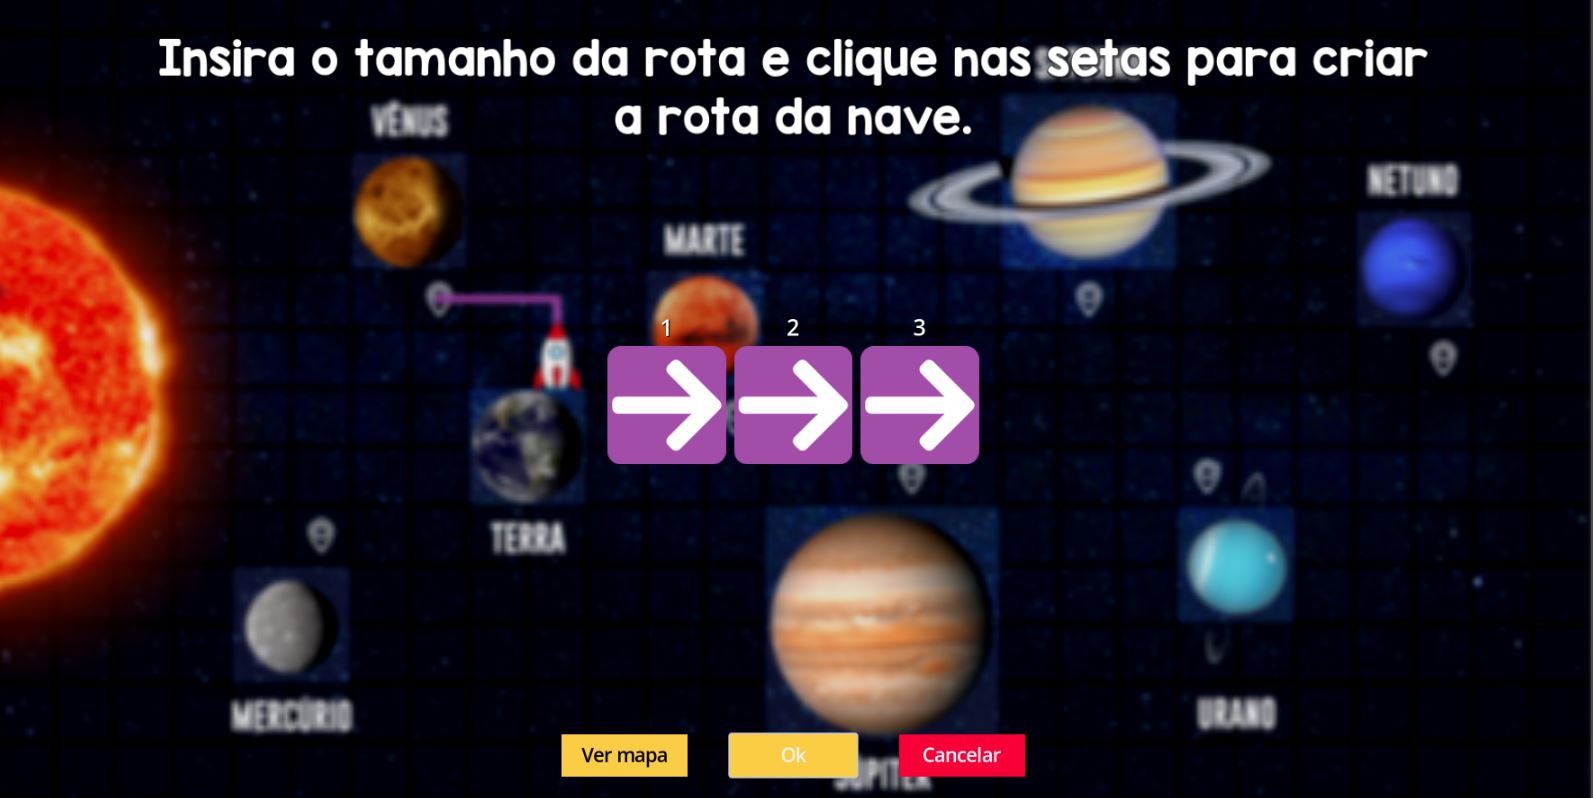 Insira o tamanho da rota e clique nas setas para criar
a rota da nave.
VÊNUS
NETUNO
MARTE
1 2 3
TERRA
MERCÚRIO
URANO
Ver mapa
Ok
Cancelar
JÚPITER